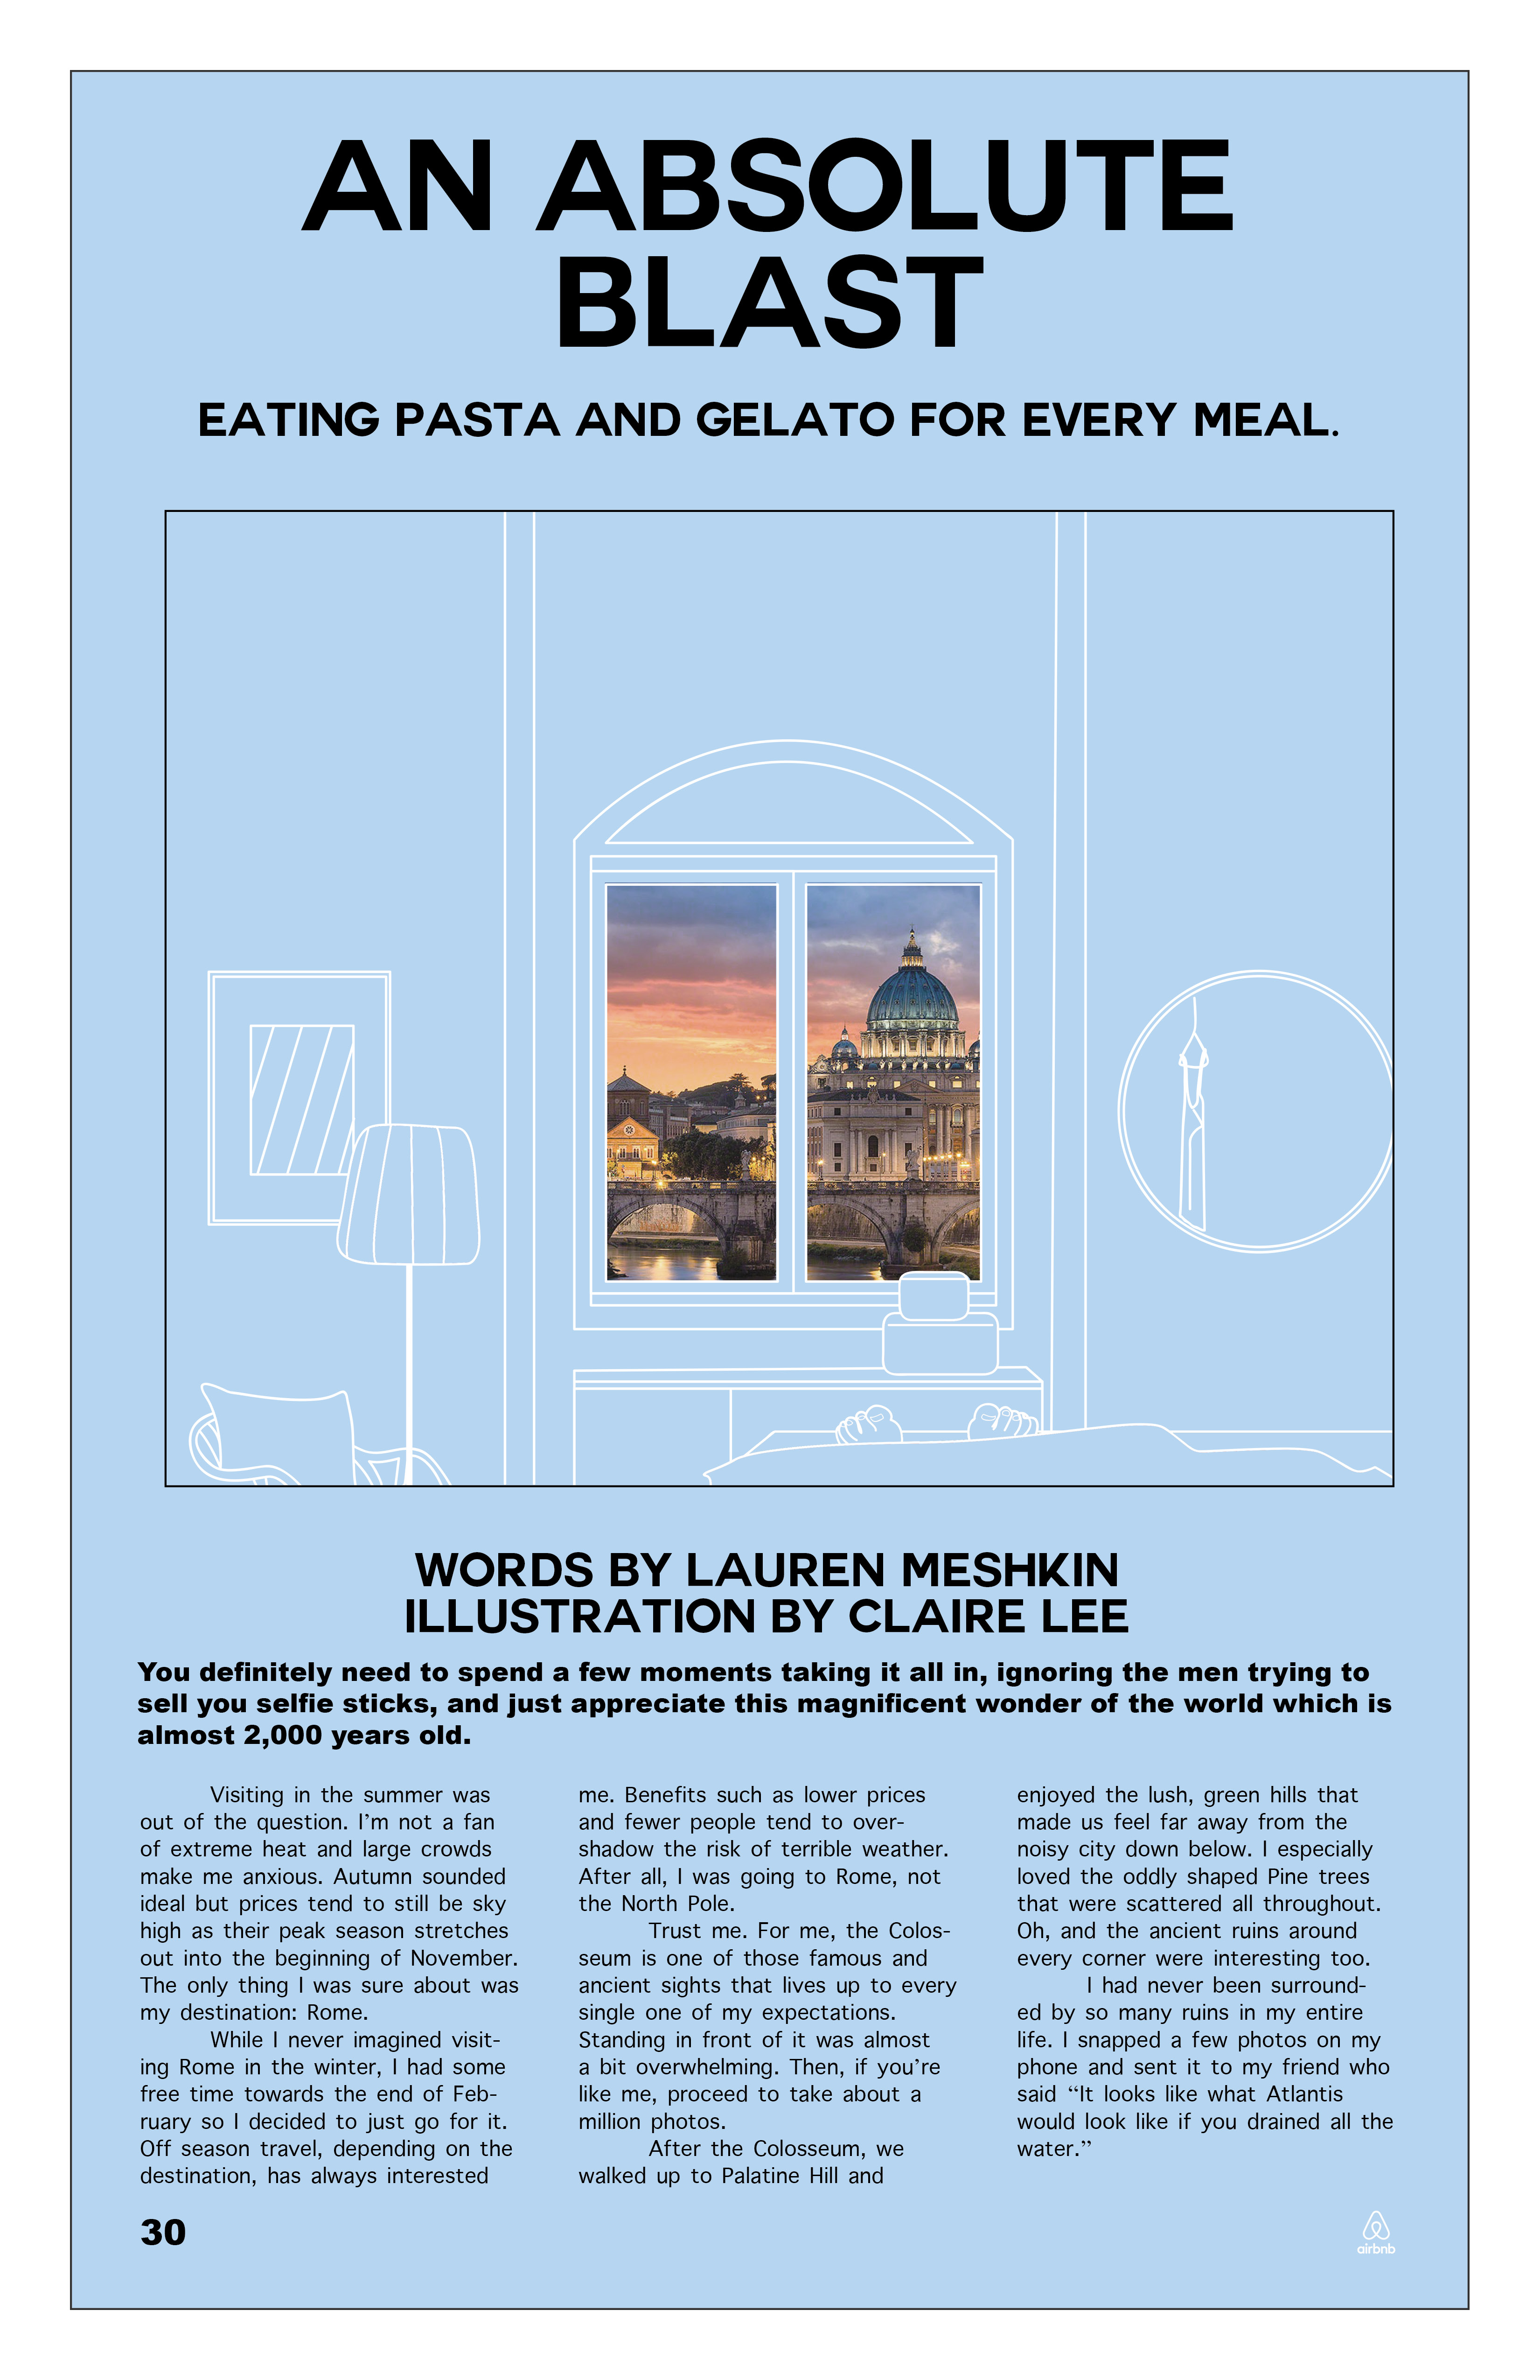 AN ABSOLUTE
BLAST
EATING PASTA AND GELATO FOR EVERY MEAL.
WORDS BY LAUREN MESHKIN
ILLUSTRATION BY CLAIRE LEE
You definitely need to spend a few moments taking it all in, ignoring the men trying to
sell you selfie sticks, and just appreciate this magnificent wonder of the world which is
almost 2,000 years old.
Visiting in the summer was
out of the question. I’m not a fan
of extreme heat and large crowds
make me anxious. Autumn sounded
ideal but prices tend to still be sky
high as their peak season stretches
out into the beginning of November.
The only thing I was sure about was
my destination: Rome.
While I never imagined visit-
ing Rome in the winter, I had some
free time towards the end of Feb-
ruary so I decided to just go for it.
Off season travel, depending on the
destination, has always interested
me. Benefits such as lower prices
and fewer people tend to over-
shadow the risk of terrible weather.
After all, I was going to Rome, not
the North Pole.
Trust me. For me, the Colos-
seum is one of those famous and
ancient sights that lives up to every
single one of my expectations.
Standing in front of it was almost
a bit overwhelming. Then, if you’re
like me, proceed to take about a
million photos.
After the Colosseum, we
walked up to Palatine Hill and
enjoyed the lush, green hills that
made us feel far away from the
noisy city down below. I especially
loved the oddly shaped Pine trees
that were scattered all throughout.
Oh, and the ancient ruins around
every corner were interesting too.
I had never been surround-
ed by so many ruins in my entire
life. I snapped a few photos on my
phone and sent it to my friend who
said “It looks like what Atlantis
would look like if you drained all the
water.”
30
airbnb